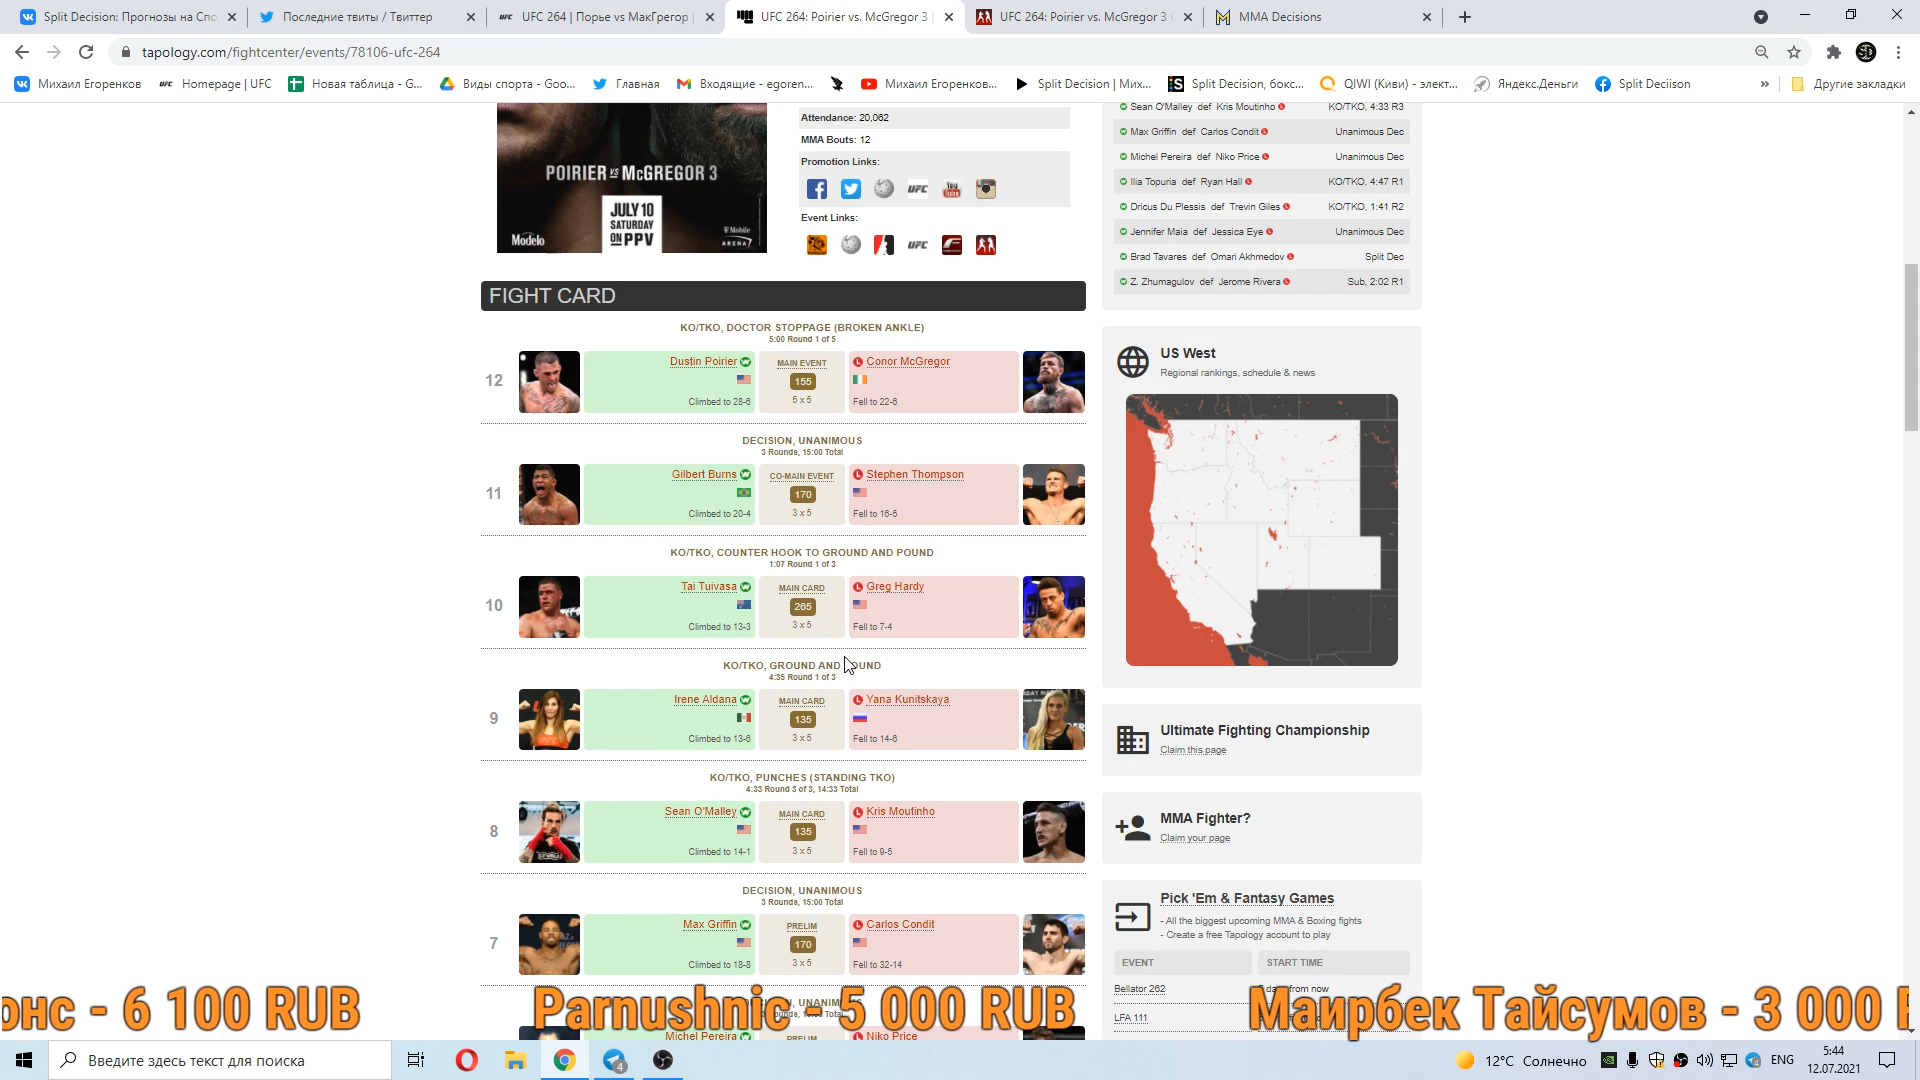 Split Decision: Прогнозы на Спо
Последние твиты / Твиттер
UFC 264 | Порье vs МакГрегор
UFC 264: Poirier vs. McGregor 3 |
UFC 264: Poirier vs. McGregor 3
MMA Decisions
tapology.com/fightcenter/events/78106-ufc-264
Михаил Егоренков
Homepage | UFC
Новая таблица - G...
Виды спорта - Goo...
Главная
Входящие - egoren...
Михаил Егоренков...
Split Decision | Мих...
Split Decision, бокс...
QIWI (Киви) - элект...
Яндекс.Деньги
Split Deciison
»
Другие закладки
POIRIER VS McGREGOR 3
JULY 10
SATURDAY
ON PPV
Modelo
T Mobile
ARENA
Attendance: 20,062
MMA Bouts: 12
Promotion Links:
UFC
You
Event Links:
UFC
Sean O'Malley def Kris Moutinho KO/TKO, 4:33 R3
Max Griffin def Carlos Condit Unanimous Dec
Michel Pereira def Niko Price Unanimous Dec
Ilia Topuria def Ryan Hall KO/TKO, 4:47 R1
Dricus Du Plessis def Trevin Giles KO/TKO, 1:41 R2
Jennifer Maia def Jessica Eye Unanimous Dec
Brad Tavares def Omari Akhmedov Split Dec
Z. Zhumagulov def Jerome Rivera Sub, 2:02 R1
FIGHT CARD
KO/TKO, DOCTOR STOPPAGE (BROKEN ANKLE)
5:00 Round 1 of 5
12
Dustin Poirier
Climbed to 28-6
MAIN EVENT
155
5 x 5
Conor McGregor
Fell to 22-6
DECISION, UNANIMOUS
3 Rounds, 15:00 Total
11
Gilbert Burns
Climbed to 20-4
CO-MAIN EVENT
170
3 x 5
Stephen Thompson
Fell to 16-5
KO/TKO, COUNTER HOOK TO GROUND AND POUND
1:07 Round 1 of 3
10
Tai Tuivasa
Climbed to 13-3
MAIN CARD
265
3 x 5
Greg Hardy
Fell to 7-4
KO/TKO, GROUND AND POUND
4:35 Round 1 of 3
9
Irene Aldana
Climbed to 13-6
MAIN CARD
135
3 x 5
Yana Kunitskaya
Fell to 14-6
KO/TKO, PUNCHES (STANDING TKO)
4:33 Round 3 of 3, 14:33 Total
8
Sean O'Malley
Climbed to 14-1
MAIN CARD
135
3 x 5
Kris Moutinho
Fell to 9-5
DECISION, UNANIMOUS
3 Rounds, 15:00 Total
7
Max Griffin
Climbed to 18-8
PRELIM
170
3 x 5
Carlos Condit
Fell to 32-14
Michel Pereira
PRELIM
Niko Price
US West
Regional rankings, schedule & news
Ultimate Fighting Championship
Claim this page
MMA Fighter?
Claim your page
Pick 'Em & Fantasy Games
- All the biggest upcoming MMA & Boxing fights
- Create a free Tapology account to play
EVENT START TIME
Bellator 262 from now
LFA 111
онс - 6 100 RUB Parnushnic - 5 000 RUB Маирбек Тайсумов - 3 000 R
Введите здесь текст для поиска
4
12°C Солнечно
ENG
5:44
12.07.2021